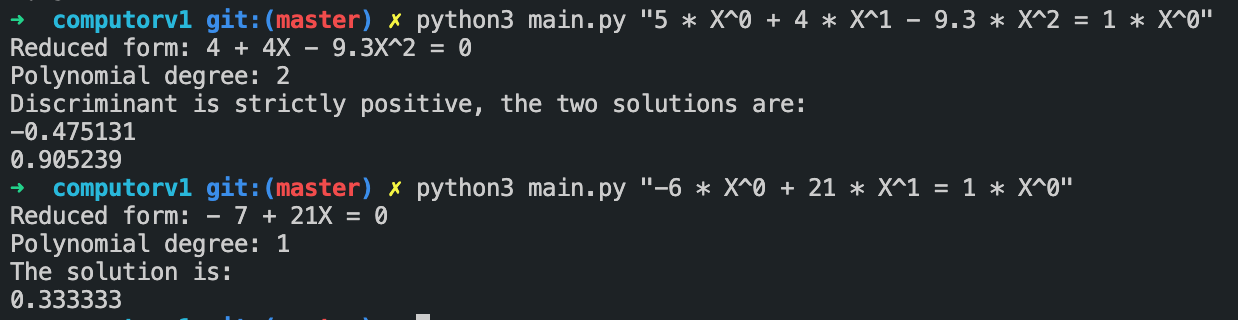 ➜  computorv1 git:(master) ✗ python3 main.py "5 * X^0 + 4 * X^1 - 9.3 * X^2 = 1 * X^0"
Reduced form: 4 + 4X - 9.3X^2 = 0
Polynomial degree: 2
Discriminant is strictly positive, the two solutions are:
-0.475131
0.905239
➜  computorv1 git:(master) ✗ python3 main.py "-6 * X^0 + 21 * X^1 = 1 * X^0"
Reduced form: - 7 + 21X = 0
Polynomial degree: 1
The solution is:
0.333333